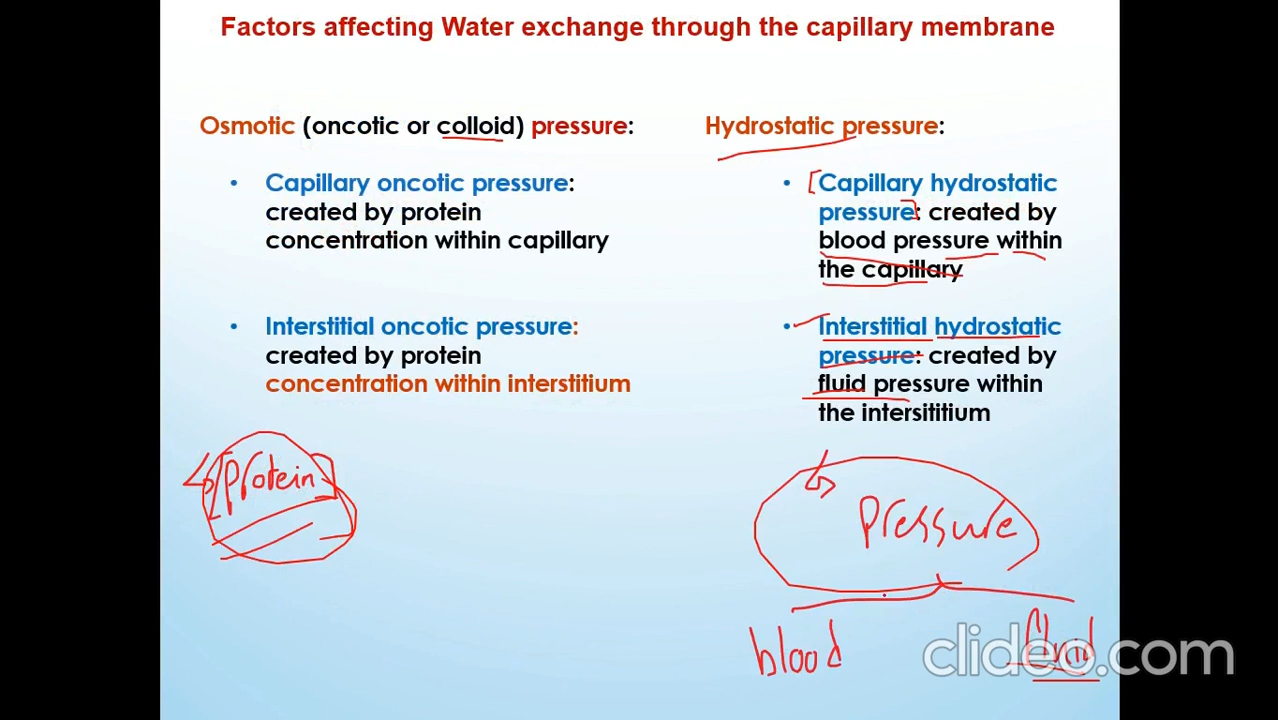 Factors affecting Water exchange through the capillary membrane
Osmotic (oncotic or colloid) pressure:
• Capillary oncotic pressure:
created by protein
concentration within capillary
• Interstitial oncotic pressure:
created by protein
concentration within interstitium
[Protein]
Hydrostatic pressure:
• [Capillary hydrostatic
pressure]: created by
blood pressure within
the capillary
• Interstitial hydrostatic
pressure: created by
fluid pressure within
the intersititium
Pressure
blood
fluid
clideo.com